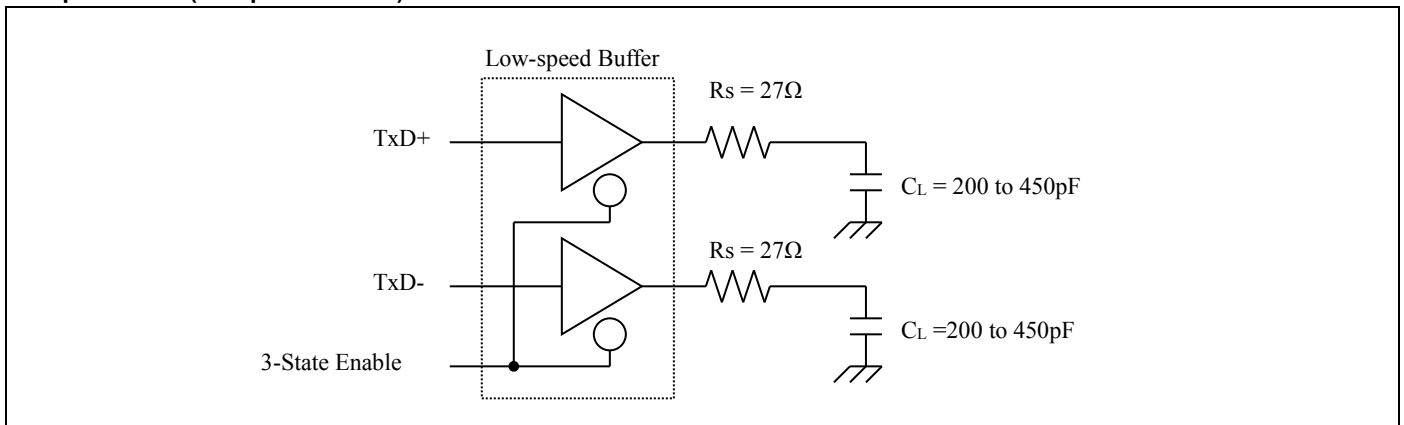 Low-speed Buffer
Rs = 27Ω
TxD+
CL = 200 to 450pF
Rs = 27Ω
TxD-
CL =200 to 450pF
3-State Enable